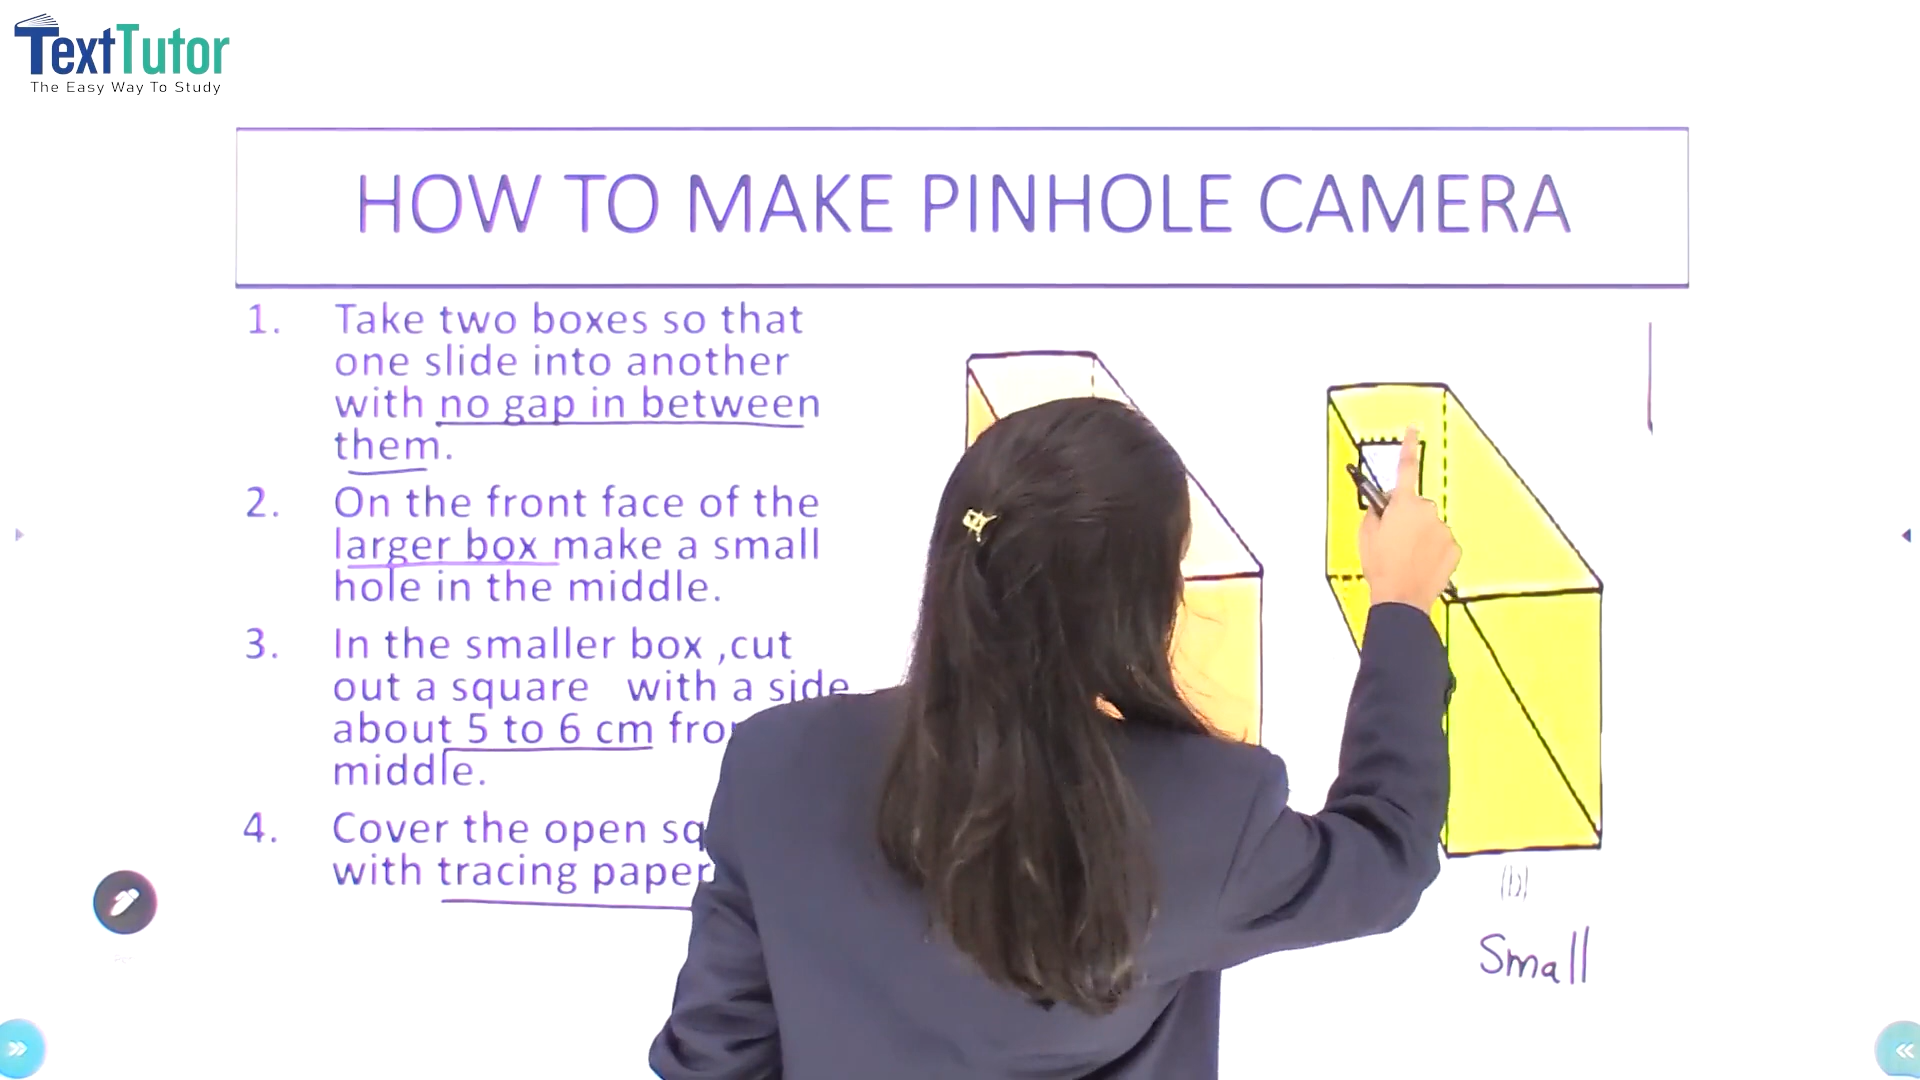 TextTutor
The Easy Way To Study
HOW TO MAKE PINHOLE CAMERA
1. Take two boxes so that
one slide into another
with no gap in between
them.
2. On the front face of the
larger box make a small
hole in the middle.
3. In the smaller box ,cut
out a square with a side
about 5 to 6 cm
middle.
4. Cover the open
with tracing paper
(b)
Small